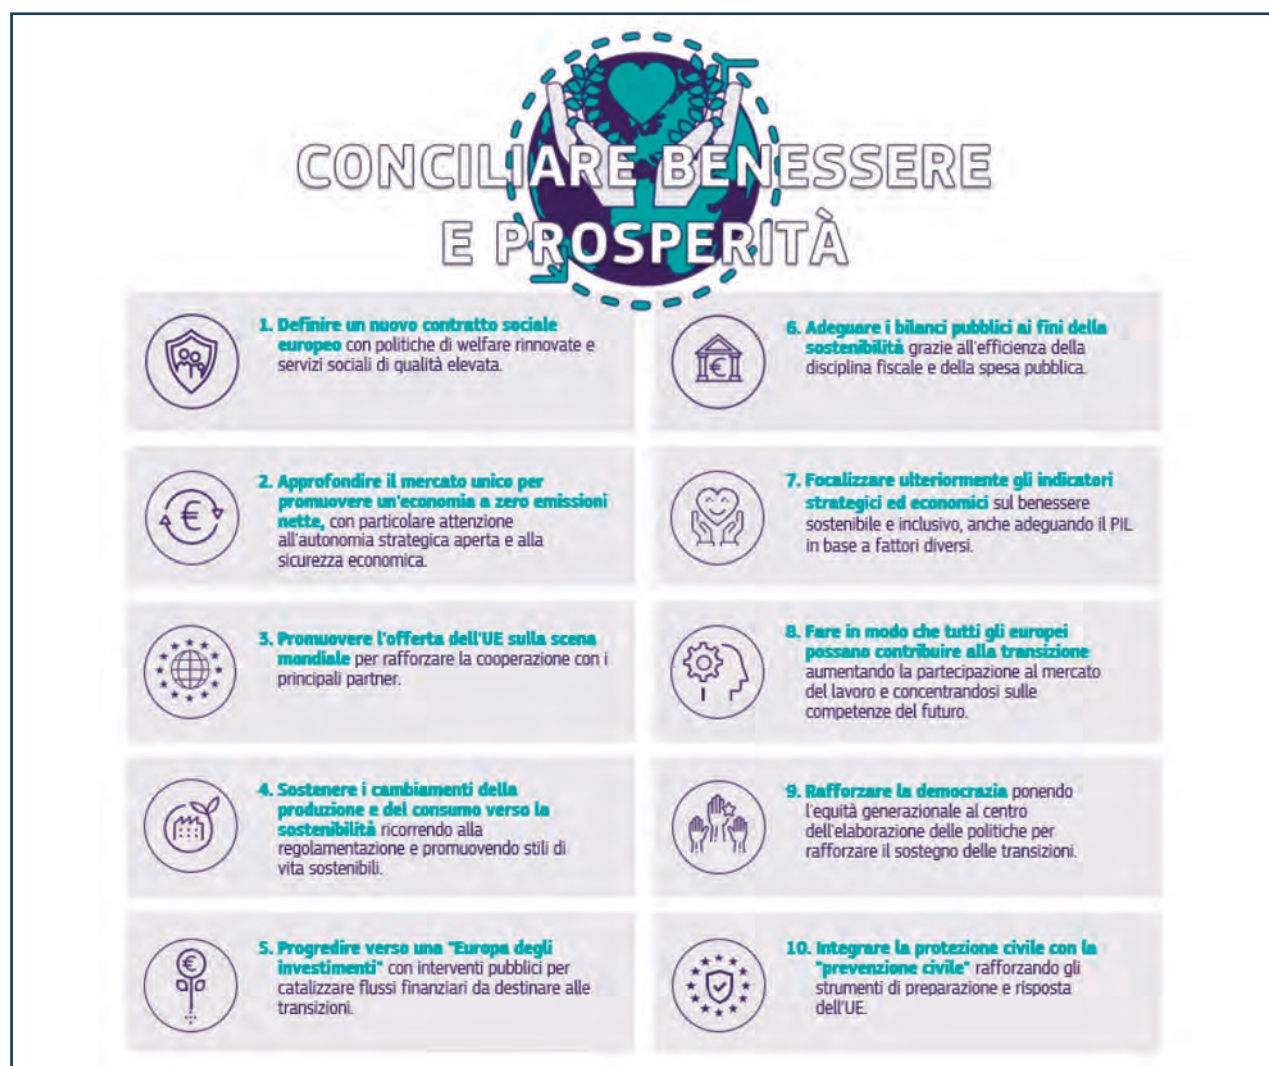 CONCILIARE BENESSERE
E PROSPERITÀ
1. Definire un nuovo contratto sociale
europeo con politiche di welfare rinnovate e
servizi sociali di qualità elevata.
2. Approfondire il mercato unico per
promuovere un'economia a zero emissioni
nette, con particolare attenzione
all'autonomia strategica aperta e alla
sicurezza economica.
3. Promuovere l'offerta dell'UE sulla scena
mondiale per rafforzare la cooperazione con i
principali partner.
4. Sostenere i cambiamenti della
produzione e del consumo verso la
sostenibilità ricorrendo alla
regolamentazione e promuovendo stili di
vita sostenibili.
5. Progredire verso una "Europa degli
investimenti" con interventi pubblici per
catalizzare flussi finanziari da destinare alle
transizioni.
6. Adeguare i bilanci pubblici ai fini della
sostenibilità grazie all'efficienza della
disciplina fiscale e della spesa pubblica.
7. Focalizzare ulteriormente gli indicatori
strategici ed economici sul benessere
sostenibile e inclusivo, anche adeguando il PIL
in base a fattori diversi.
8. Fare in modo che tutti gli europei
possano contribuire alla transizione
aumentando la partecipazione al mercato
del lavoro e concentrandosi sulle
competenze del futuro.
9. Rafforzare la democrazia ponendo
l'equità generazionale al centro
dell'elaborazione delle politiche per
rafforzare il sostegno delle transizioni.
10. Integrare la protezione civile con la
"prevenzione civile" rafforzando gli
strumenti di preparazione e risposta
dell'UE.